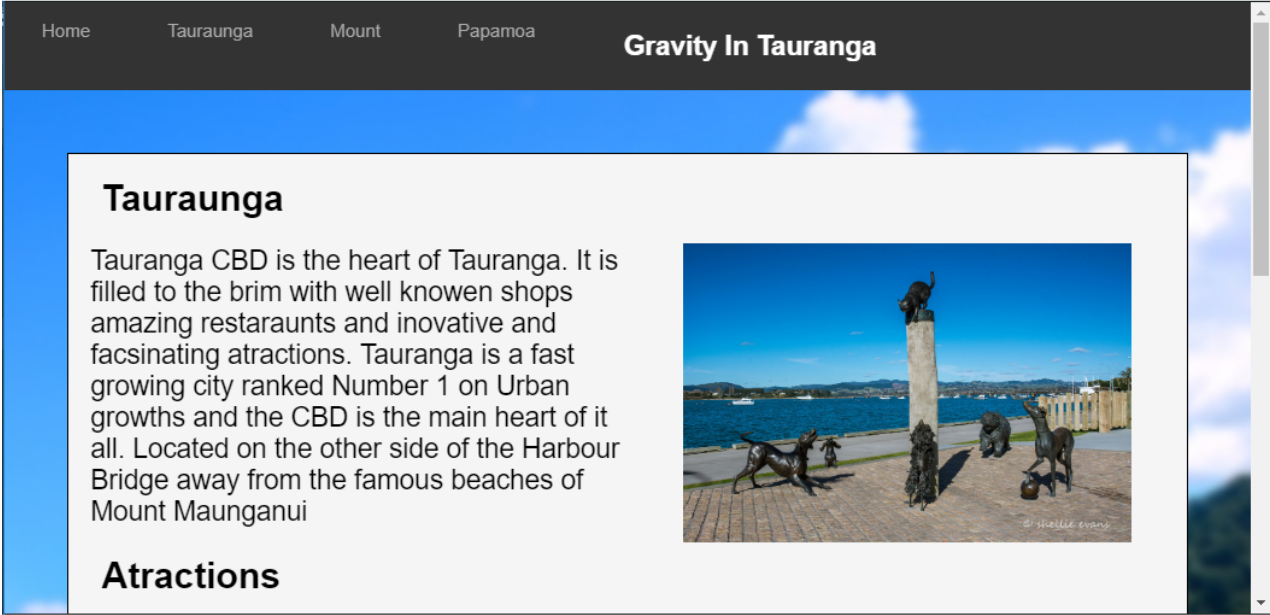 Home Tauraunga Mount Papamoa Gravity In Tauranga
Tauraunga
Tauranga CBD is the heart of Tauranga. It is
filled to the brim with well knowen shops
amazing restaraunts and inovative and
facsinating atractions. Tauranga is a fast
growing city ranked Number 1 on Urban
growths and the CBD is the main heart of it
all. Located on the other side of the Harbour
Bridge away from the famous beaches of
Mount Maunganui
© shellie evans
Atractions